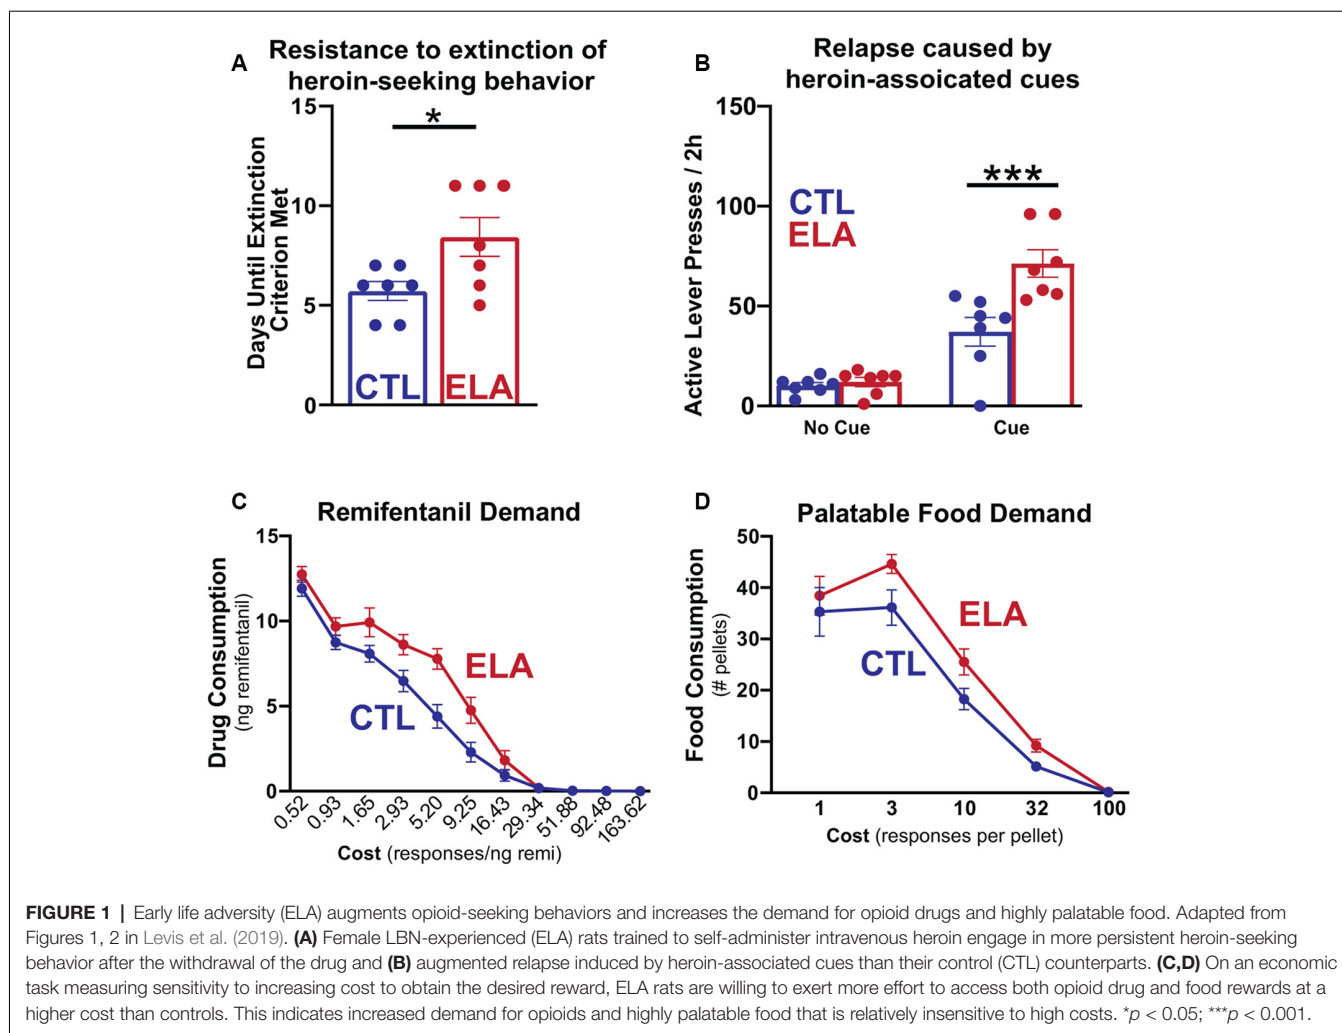 A
Resistance to extinction of
heroin-seeking behavior
Days Until Extinction
Criterion Met
15
10
5
0
*
CTL
ELA
B
Relapse caused by
heroin-assoicated cues
Active Lever Presses / 2h
150
100
50
0
CTL
ELA
***
No Cue
Cue
C
Remifentanil Demand
Drug Consumption
(ng remifentanil)
15
10
5
0
ELA
CTL
0.52
0.93
1.65
2.93
5.20
9.25
16.43
29.34
51.88
92.48
163.62
Cost (responses/ng remi)
D
Palatable Food Demand
Food Consumption
(# pellets)
50
40
30
20
10
0
ELA
CTL
1
3
10
32
100
Cost (responses per pellet)
FIGURE 1 | Early life adversity (ELA) augments opioid-seeking behaviors and increases the demand for opioid drugs and highly palatable food. Adapted from
Figures 1, 2 in Levis et al. (2019). (A) Female LBN-experienced (ELA) rats trained to self-administer intravenous heroin engage in more persistent heroin-seeking
behavior after the withdrawal of the drug and (B) augmented relapse induced by heroin-associated cues than their control (CTL) counterparts. (C,D) On an economic
task measuring sensitivity to increasing cost to obtain the desired reward, ELA rats are willing to exert more effort to access both opioid drug and food rewards at a
higher cost than controls. This indicates increased demand for opioids and highly palatable food that is relatively insensitive to high costs. *p < 0.05; ***p < 0.001.